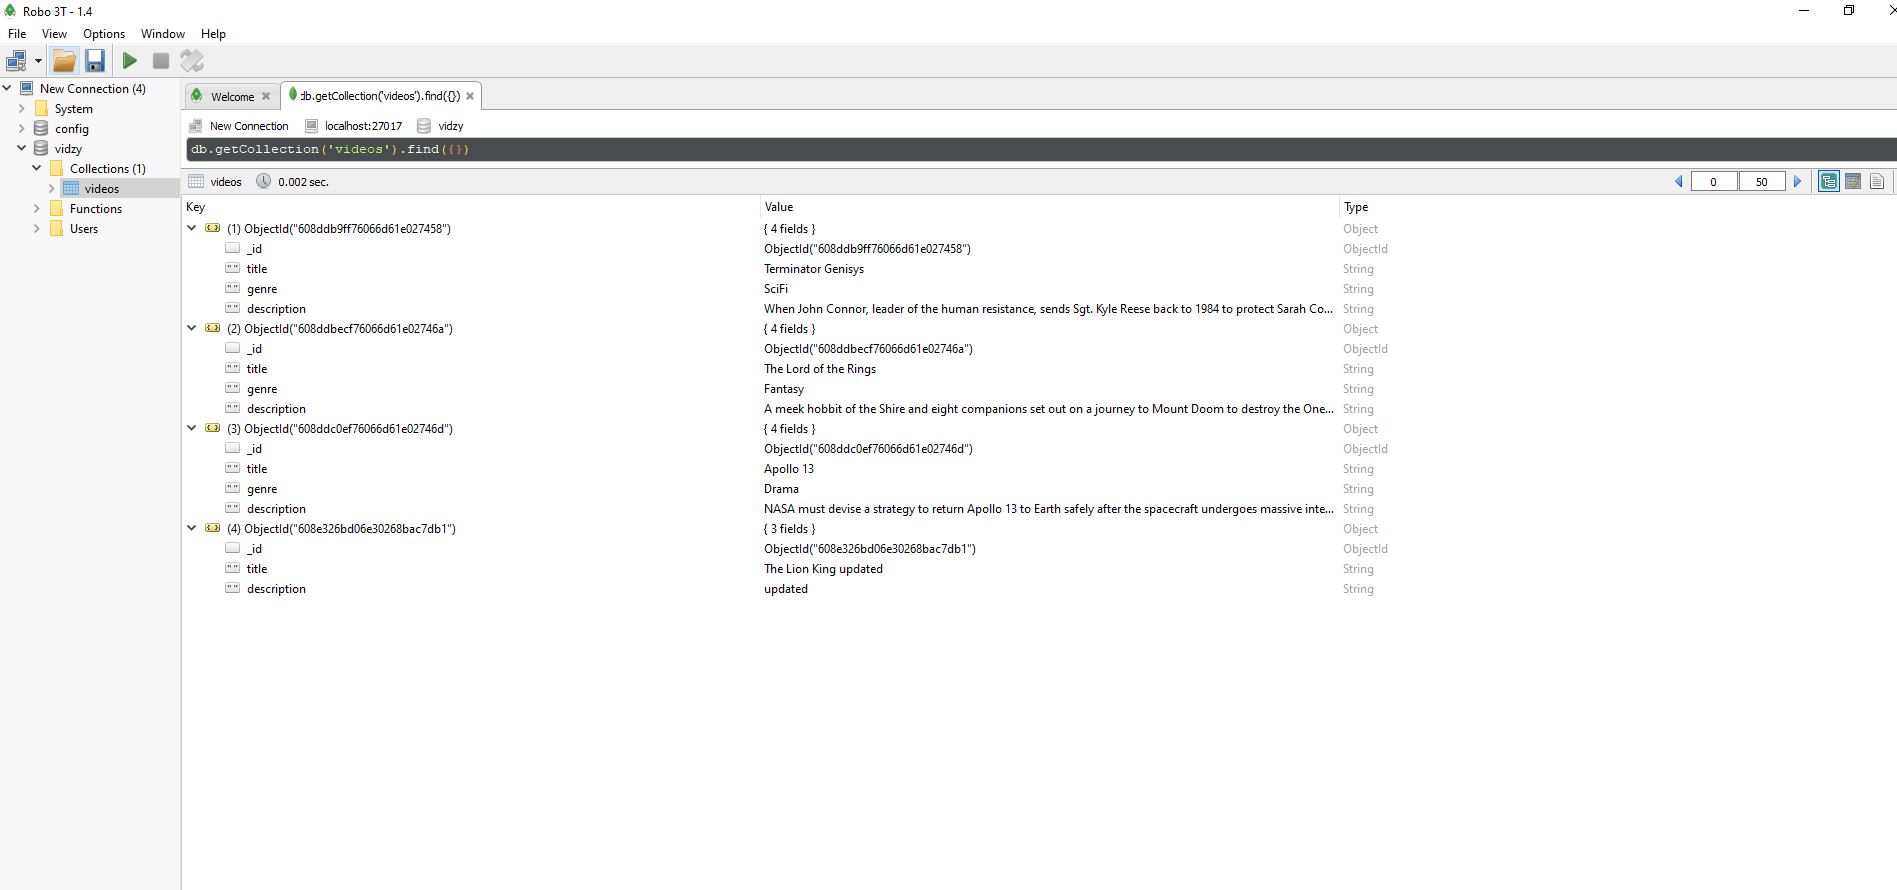 Robo 3T - 1.4
File View Options Window Help
New Connection (4)
System
config
vidzy
Collections (1)
videos
Functions
Users
Welcome db.getCollection('videos').find({})
New Connection localhost:27017 vidzy
db.getCollection('videos').find({})
videos 0.002 sec. 0 50
Key Value Type
(1) ObjectId("608ddb9ff76066d61e027458") { 4 fields } Object
_id ObjectId("608ddb9ff76066d61e027458") ObjectId
title Terminator Genisys String
genre SciFi String
description When John Connor, leader of the human resistance, sends Sgt. Kyle Reese back to 1984 to protect Sarah Co... String
(2) ObjectId("608ddbecf76066d61e02746a") { 4 fields } Object
_id ObjectId("608ddbecf76066d61e02746a") ObjectId
title The Lord of the Rings String
genre Fantasy String
description A meek hobbit of the Shire and eight companions set out on a journey to Mount Doom to destroy the One... String
(3) ObjectId("608ddc0ef76066d61e02746d") { 4 fields } Object
_id ObjectId("608ddc0ef76066d61e02746d") ObjectId
title Apollo 13 String
genre Drama String
description NASA must devise a strategy to return Apollo 13 to Earth safely after the spacecraft undergoes massive inte... String
(4) ObjectId("608e326bd06e30268bac7db1") { 3 fields } Object
_id ObjectId("608e326bd06e30268bac7db1") ObjectId
title The Lion King updated String
description updated String